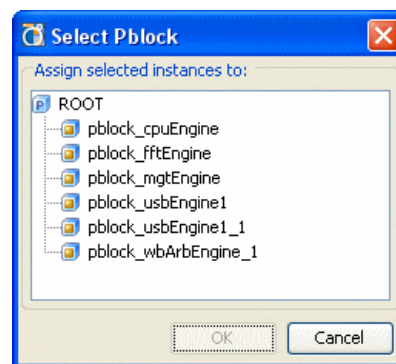 Select Pblock
Assign selected instances to:
ROOT
pblock_cpuEngine
pblock_fftEngine
pblock_mgtEngine
pblock_usbEngine1
pblock_usbEngine1_1
pblock_wbArbEngine_1
OK Cancel